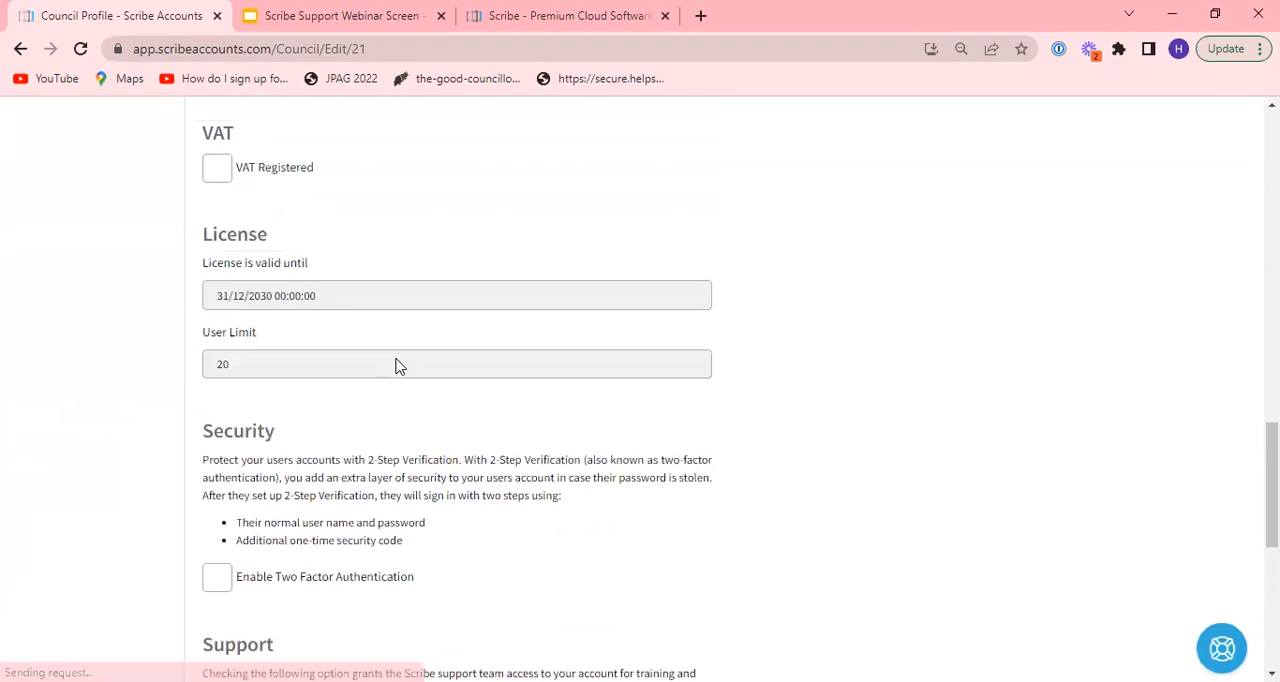 Council Profile - Scribe Accounts
Scribe Support Webinar Screen -
Scribe - Premium Cloud Software
app.scribeaccounts.com/Council/Edit/21
2
H
Update
YouTube
Maps
How do I sign up fo...
JPAG 2022
the-good-councillo...
https://secure.helps...
VAT
VAT Registered
License
License is valid until
31/12/2030 00:00:00
User Limit
20
Security
Protect your users accounts with 2-Step Verification. With 2-Step Verification (also known as two-factor
authentication), you add an extra layer of security to your users account in case their password is stolen.
After they set up 2-Step Verification, they will sign in with two steps using:
• Their normal user name and password
• Additional one-time security code
Enable Two Factor Authentication
Support
Checking the following option grants the Scribe support team access to your account for training and
Sending request...